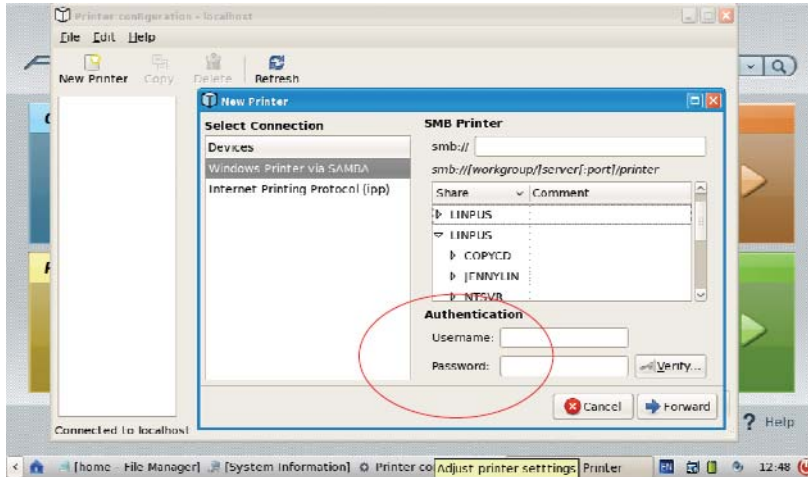 Printer configuration - localhost
File Edit Help
New Printer Copy Delete Refresh
New Printer
Select Connection
Devices
Windows Printer via SAMBA
Internet Printing Protocol (ipp)
SMB Printer
smb://
smb://[workgroup/]server[:port]/printer
Share Comment
LINPUS
LINPUS
COPYCD
JENNYLIN
NTSVR
Authentication
Username:
Password:
Verify...
Cancel Forward
Connected to localhost
Help
[home - File Manager] [System Information] Printer co Adjust printer setttings Printer EN 12:48